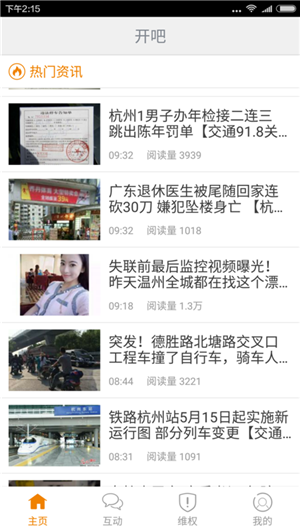 下午2:15
开吧
热门资讯
杭州1男子办年检接二连三
跳出陈年罚单【交通91.8关...
09:32 阅读量 3939
广东退休医生被尾随回家连
砍30刀 嫌犯坠楼身亡 【杭...
09:32 阅读量 1018
失联前最后监控视频曝光！
昨天温州全城都在找这个漂...
09:18 阅读量 1.3万
突发！德胜路北塘路交叉口
工程车撞了自行车，骑车人...
08:44 阅读量 3221
铁路杭州站5月15日起实施新
运行图 部分列车变更【交通...
08:31 阅读量 1091
主页 互动 维权 我的